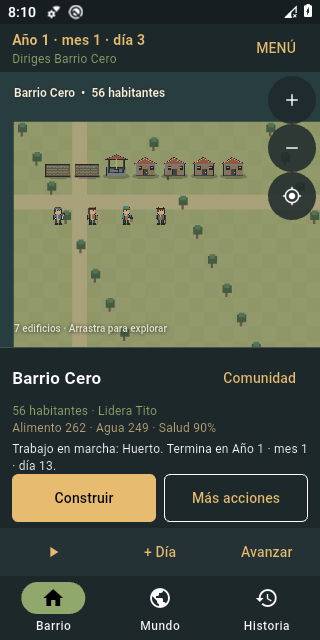 8:10
Año 1 · mes 1 · día 3
Diriges Barrio Cero
MENÚ
Barrio Cero • 56 habitantes
+
−
7 edificios · Arrastra para explorar
Barrio Cero
Comunidad
56 habitantes · Lidera Tito
Alimento 262 · Agua 249 · Salud 90%
Trabajo en marcha: Huerto. Termina en Año 1 · mes 1
· día 13.
Construir
Más acciones
+ Día
Avanzar
Barrio
Mundo
Historia